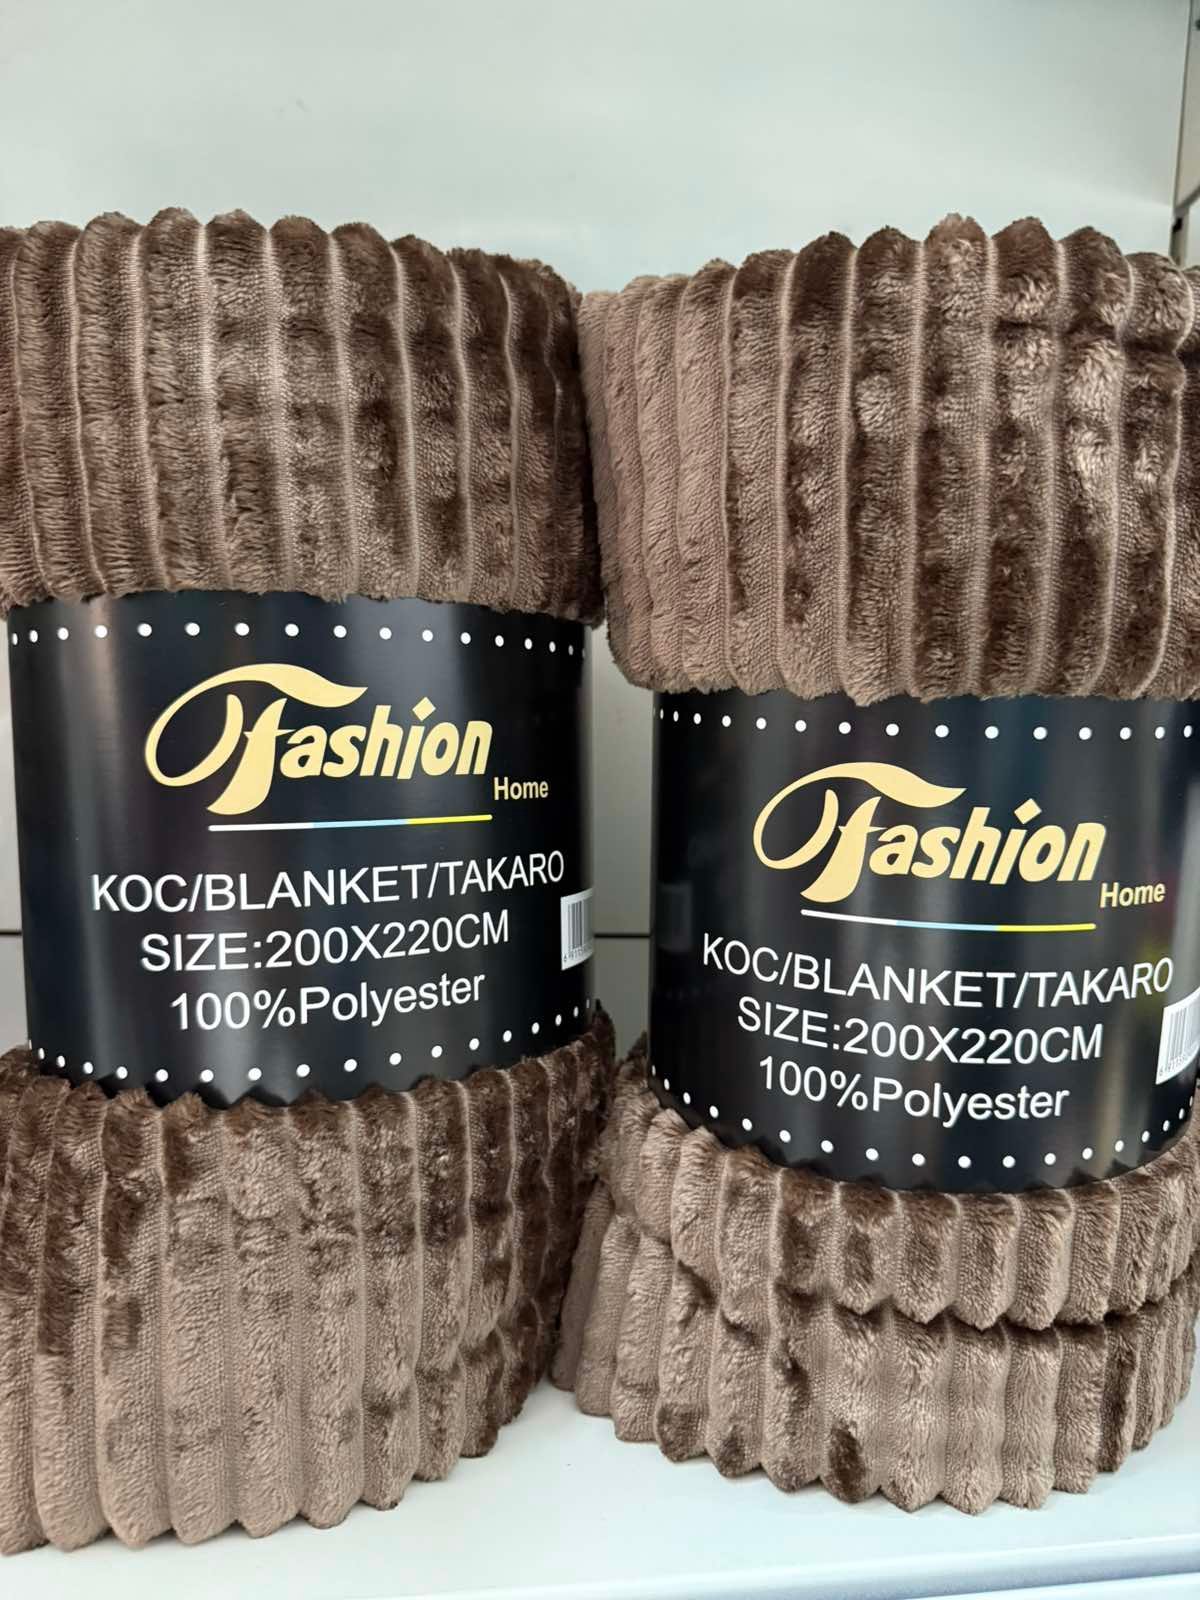 Fashion
Home
KOC/BLANKET/TAKARO
SIZE:200X220CM
100%Polyester
Fashion
Home
KOC/BLANKET/TAKARO
SIZE:200X220CM
100%Polyester